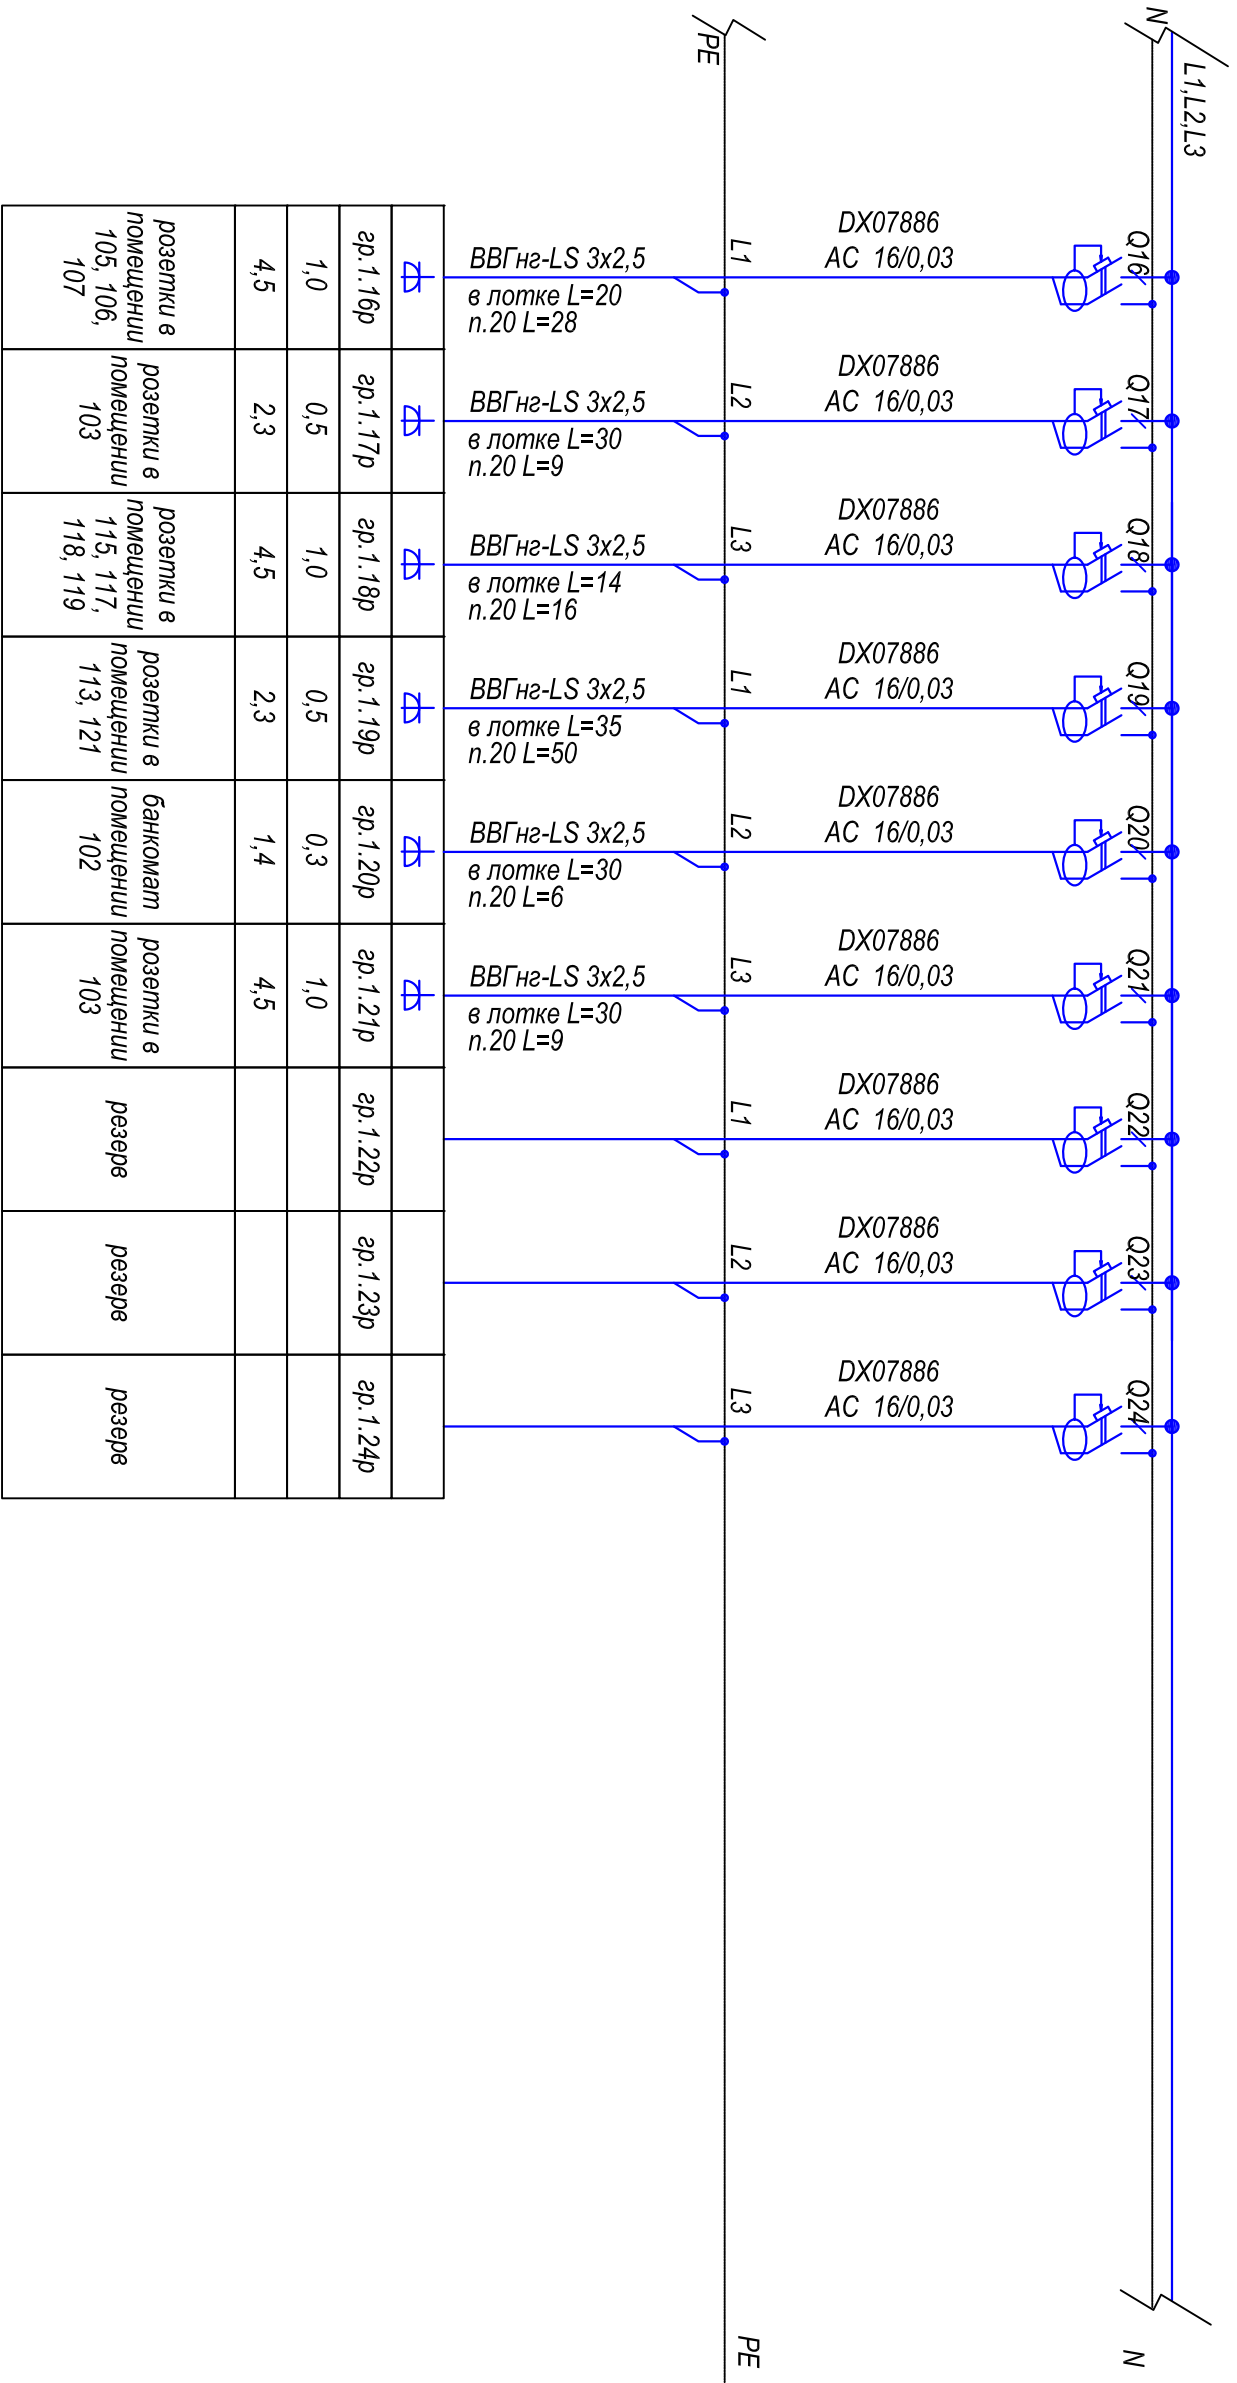 N
L1,L2,L3
PE
Q16
DX07886
AC 16/0,03
L1
ВВГнг-LS 3x2,5
в лотке L=20
п.20 L=28
гр.1.16р
1,0
4,5
розетки в
помещении
105, 106,
107
Q17
DX07886
AC 16/0,03
L2
ВВГнг-LS 3x2,5
в лотке L=30
п.20 L=9
гр.1.17р
0,5
2,3
розетки в
помещении
103
Q18
DX07886
AC 16/0,03
L3
ВВГнг-LS 3x2,5
в лотке L=14
п.20 L=16
гр.1.18р
1,0
4,5
розетки в
помещении
115, 117,
118, 119
Q19
DX07886
AC 16/0,03
L1
ВВГнг-LS 3x2,5
в лотке L=35
п.20 L=50
гр.1.19р
0,5
2,3
розетки в
помещении
113, 121
Q20
DX07886
AC 16/0,03
L2
ВВГнг-LS 3x2,5
в лотке L=30
п.20 L=6
гр.1.20р
0,3
1,4
банкомат
помещении
102
Q21
DX07886
AC 16/0,03
L3
ВВГнг-LS 3x2,5
в лотке L=30
п.20 L=9
гр.1.21р
1,0
4,5
розетки в
помещении
103
Q22
DX07886
AC 16/0,03
L1
гр.1.22р
резерв
Q23
DX07886
AC 16/0,03
L2
гр.1.23р
резерв
Q24
DX07886
AC 16/0,03
L3
гр.1.24р
резерв
N
PE